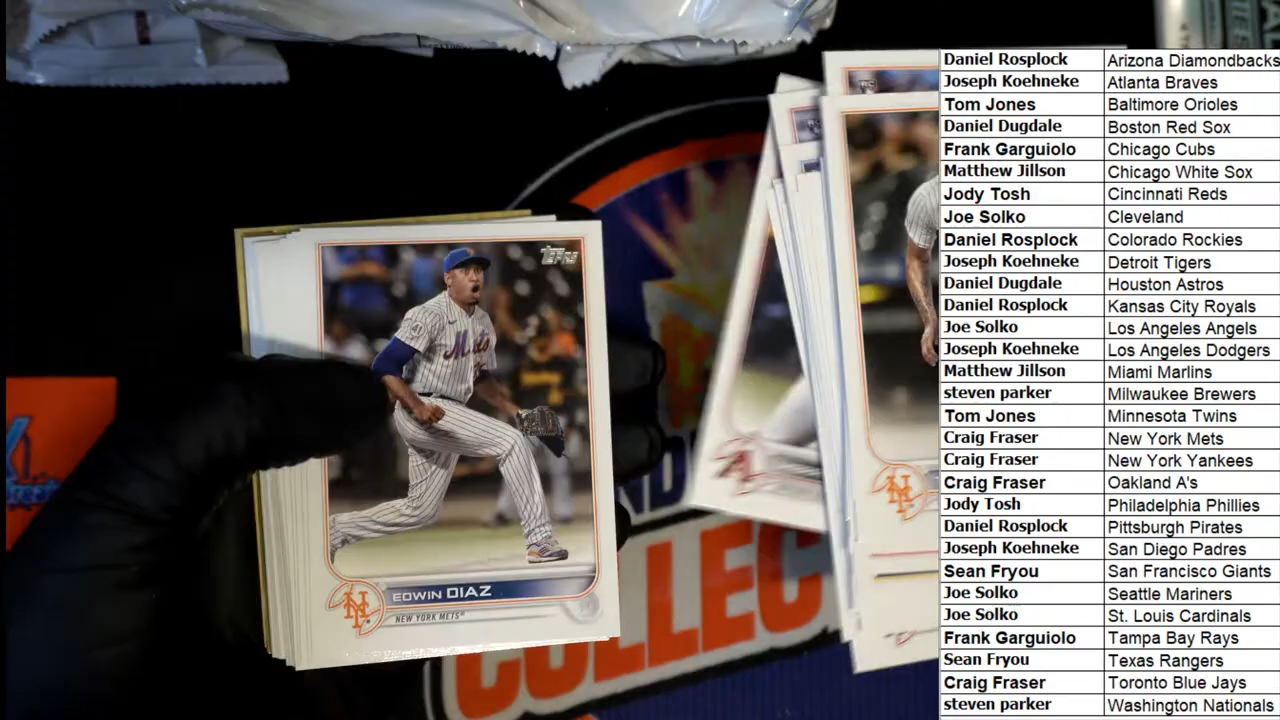 Topps
Mets
EDWIN DIAZ
NEW YORK METS®
COLLEC
Daniel Rosplock Arizona Diamondbacks
Joseph Koehneke Atlanta Braves
Tom Jones Baltimore Orioles
Daniel Dugdale Boston Red Sox
Frank Garguiolo Chicago Cubs
Matthew Jillson Chicago White Sox
Jody Tosh Cincinnati Reds
Joe Solko Cleveland
Daniel Rosplock Colorado Rockies
Joseph Koehneke Detroit Tigers
Daniel Dugdale Houston Astros
Daniel Rosplock Kansas City Royals
Joe Solko Los Angeles Angels
Joseph Koehneke Los Angeles Dodgers
Matthew Jillson Miami Marlins
steven parker Milwaukee Brewers
Tom Jones Minnesota Twins
Craig Fraser New York Mets
Craig Fraser New York Yankees
Craig Fraser Oakland A's
Jody Tosh Philadelphia Phillies
Daniel Rosplock Pittsburgh Pirates
Joseph Koehneke San Diego Padres
Sean Fryou San Francisco Giants
Joe Solko Seattle Mariners
Joe Solko St. Louis Cardinals
Frank Garguiolo Tampa Bay Rays
Sean Fryou Texas Rangers
Craig Fraser Toronto Blue Jays
steven parker Washington Nationals